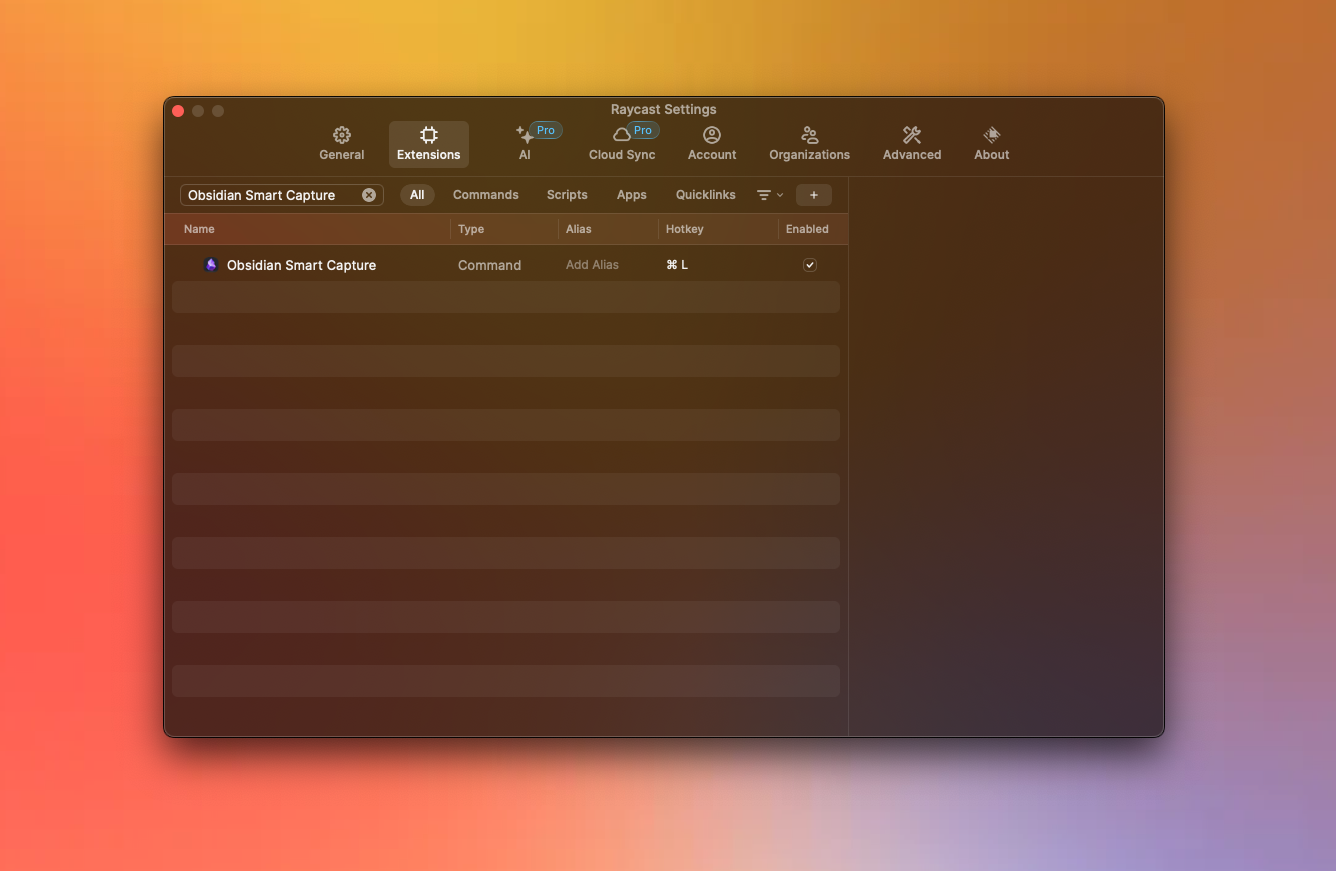 Raycast Settings
General
Extensions
AI
Pro
Cloud Sync
Pro
Account
Organizations
Advanced
About
Obsidian Smart Capture
All
Commands
Scripts
Apps
Quicklinks
+
Name
Type
Alias
Hotkey
Enabled
Obsidian Smart Capture
Command
Add Alias
⌘ L